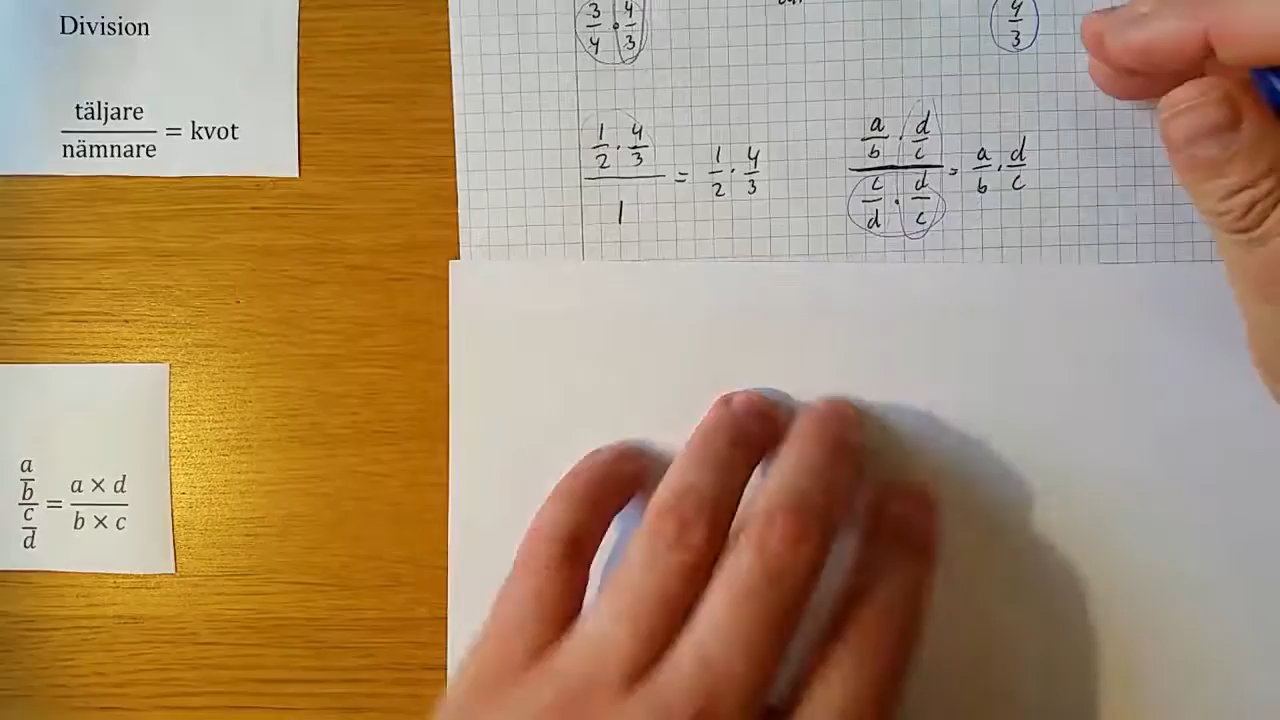 Division
täljare
nämnare
= kvot
a
b
c
d
=
a × d
b × c
3/4 · 4/3
4/3
1/2 · 4/3
1
= 1/2 · 4/3
a/b · d/c
c/d · d/c
= a/b · d/c